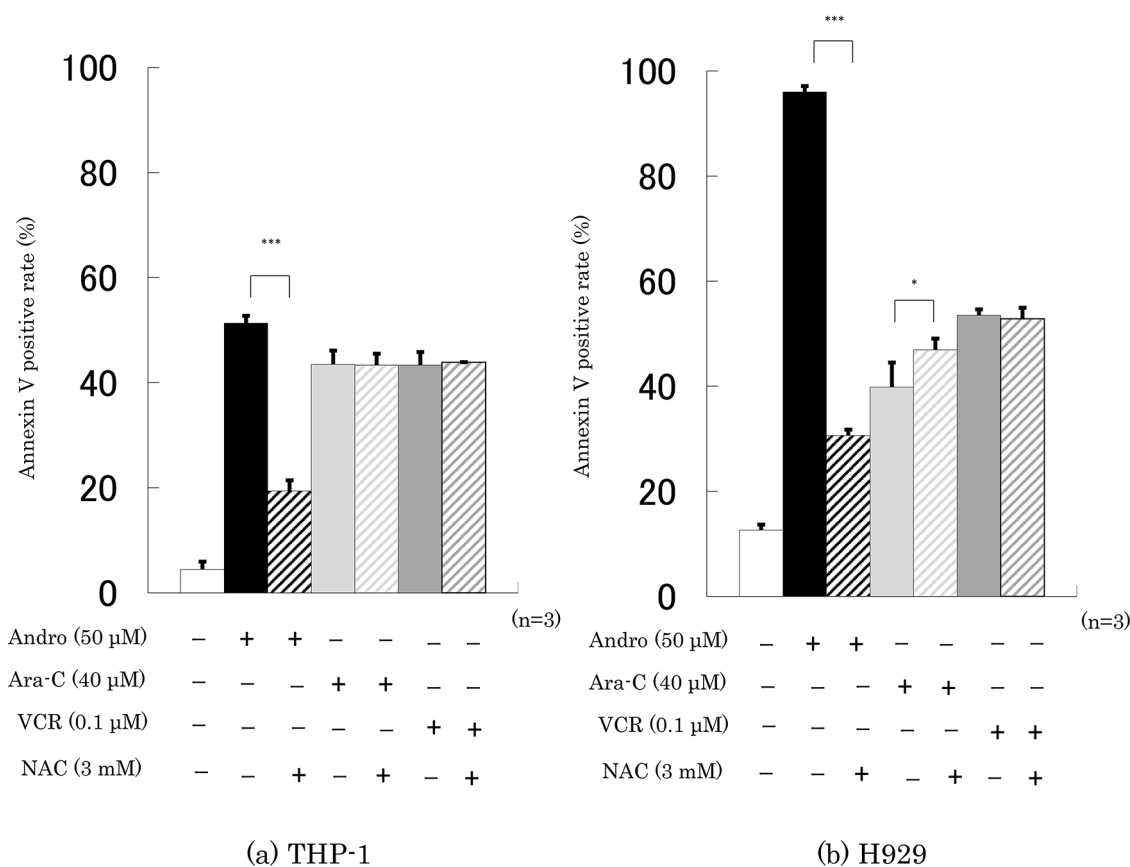 ***
100
80
60
40
20
0
Annexin V positive rate (%)
***
(n=3)
Andro (50 µM) – + + – – – –
Ara-C (40 µM) – – – + + – –
VCR (0.1 µM) – – – – – + +
NAC (3 mM) – – + – + – +
(a) THP-1
***
*
100
80
60
40
20
0
Annexin V positive rate (%)
(n=3)
Andro (50 µM) – + + – – – –
Ara-C (40 µM) – – – + + – –
VCR (0.1 µM) – – – – – + +
NAC (3 mM) – – + – + – +
(b) H929